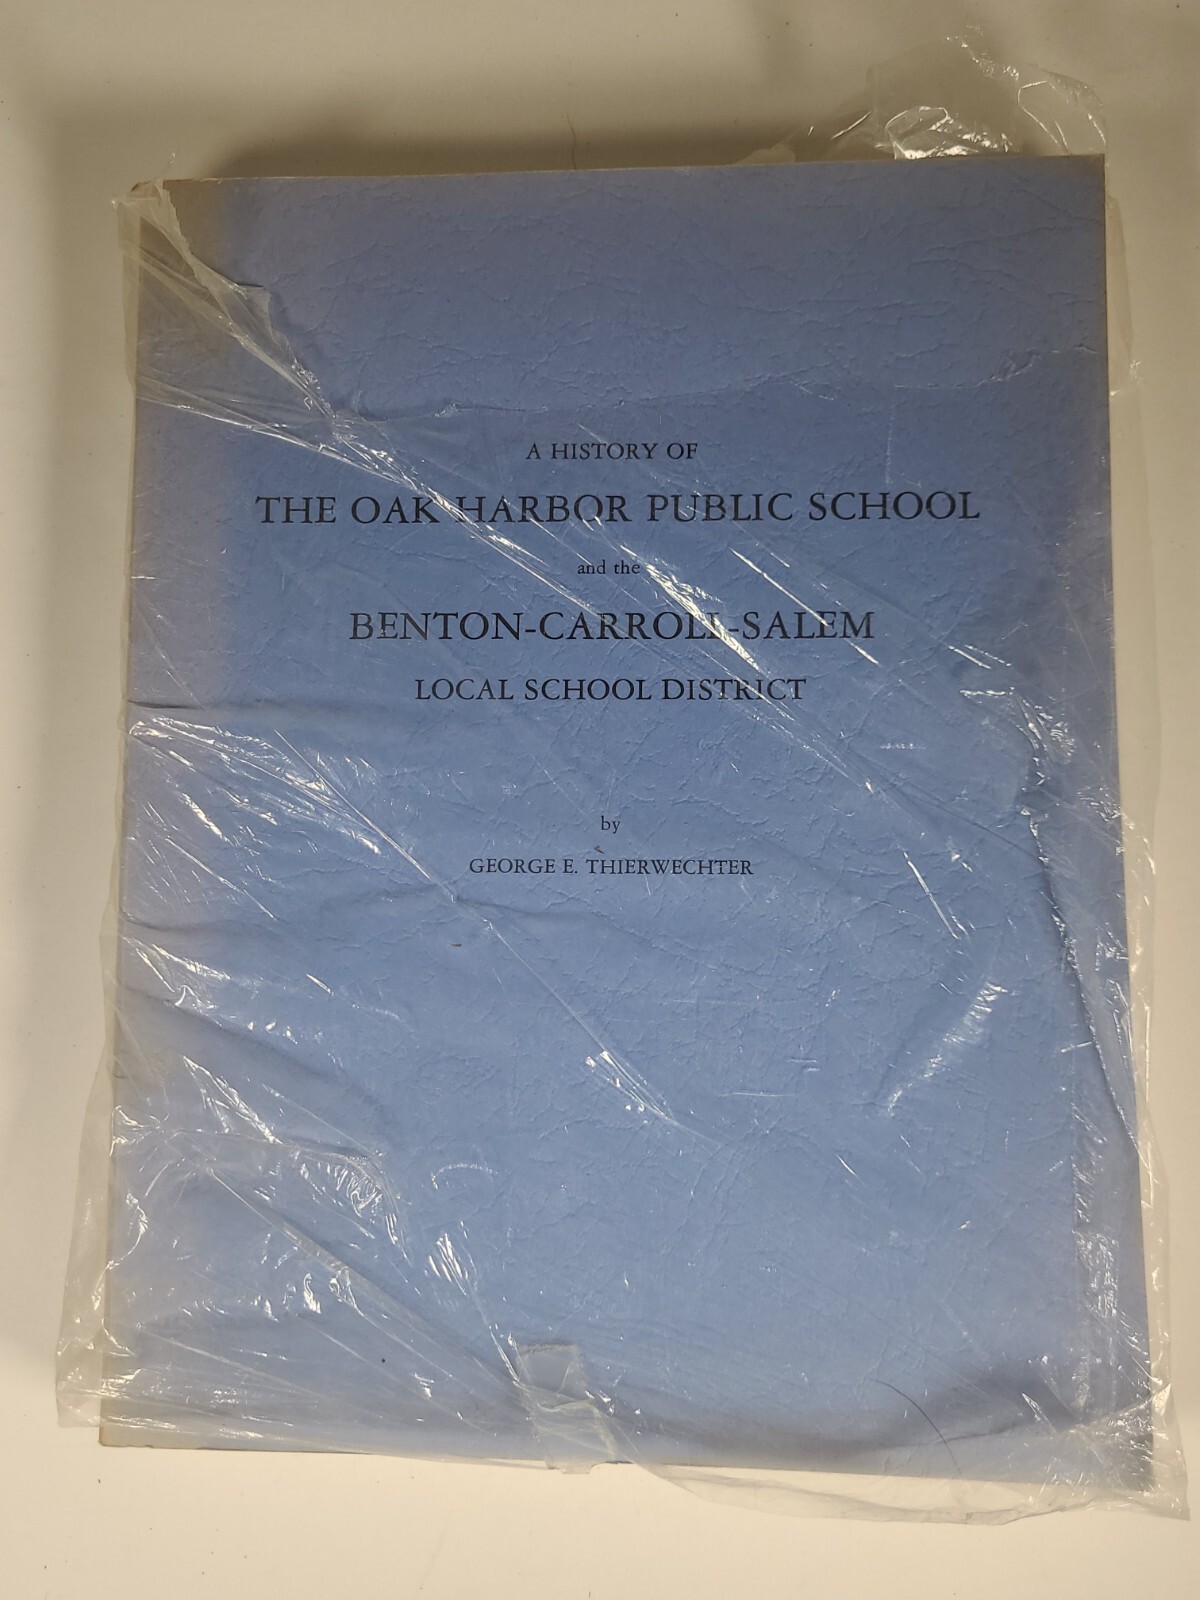 A HISTORY OF
THE OAK HARBOR PUBLIC SCHOOL
and the
BENTON-CARROLL-SALEM
LOCAL SCHOOL DISTRICT
by
GEORGE E. THIERWECHTER